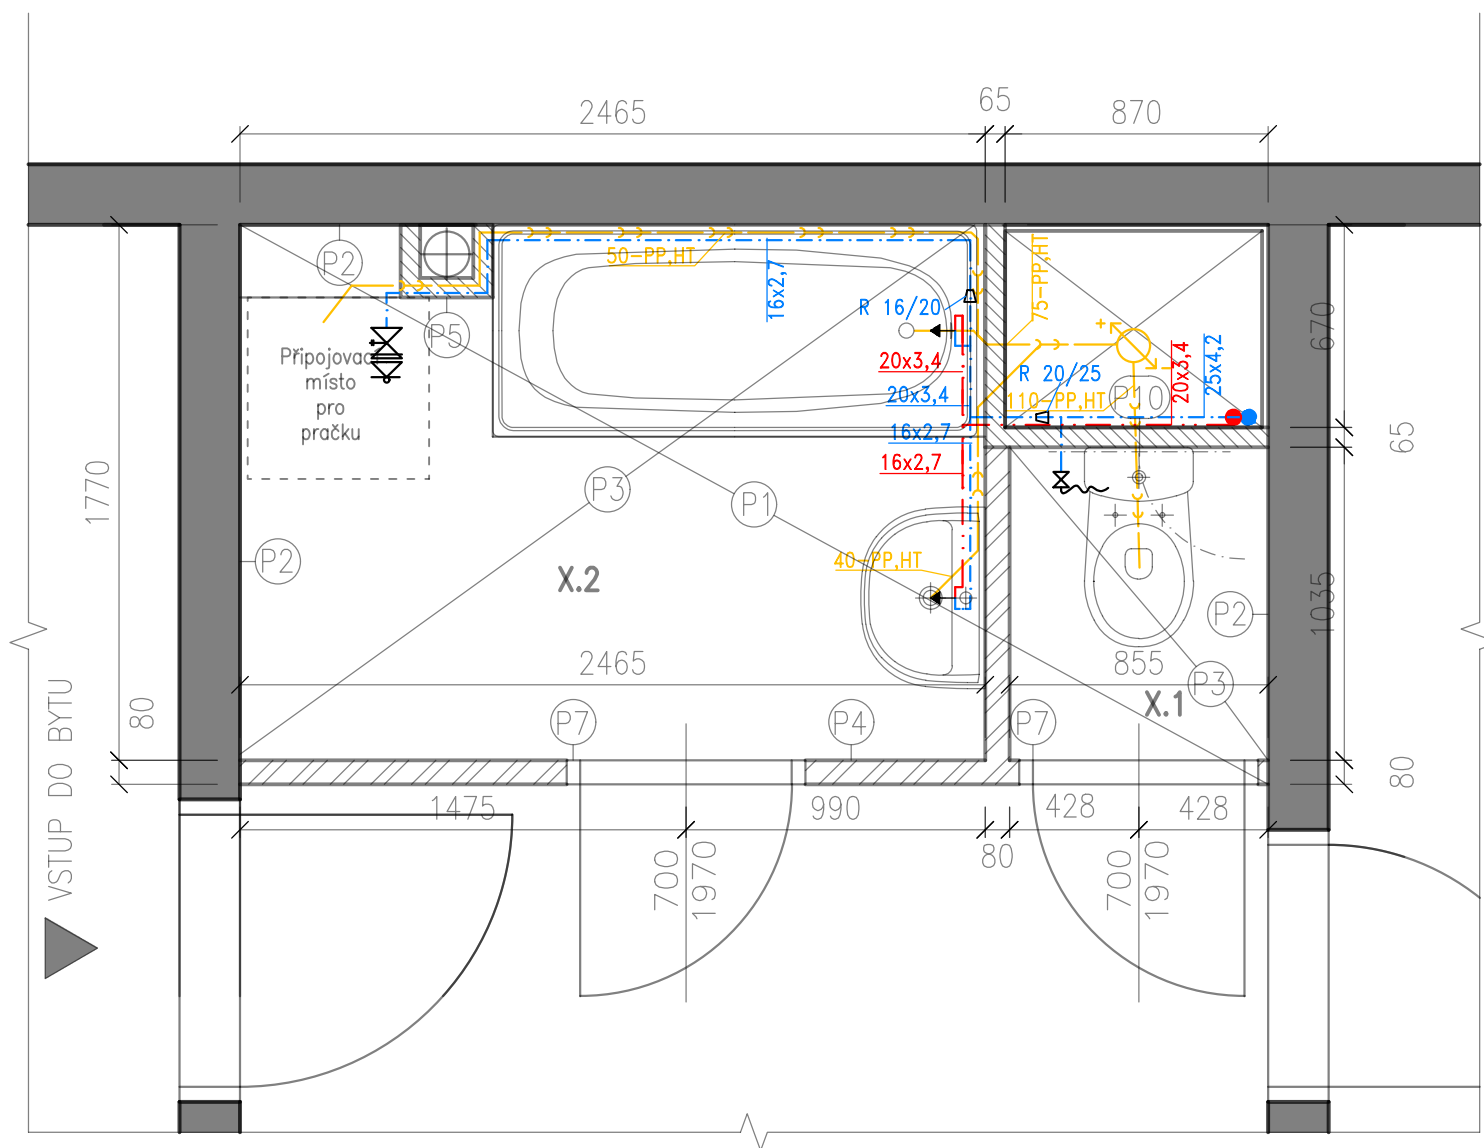 2465
65
870
P2
50-PP,HT
16x2,7
R 16/20
75-PP,HT
670
P5
Připojovací
místo
pro
pračku
20x3,4
20x3,4
R 20/25
110-PP,HT
P10
20x3,4
25x4,2
16x2,7
16x2,7
65
1770
P3
P1
P2
X.2
40-PP,HT
1035
P2
2465
855
P3
X.1
80
P7
P4
P7
80
VSTUP DO BYTU
1475
990
428
428
80
700
1970
700
1970